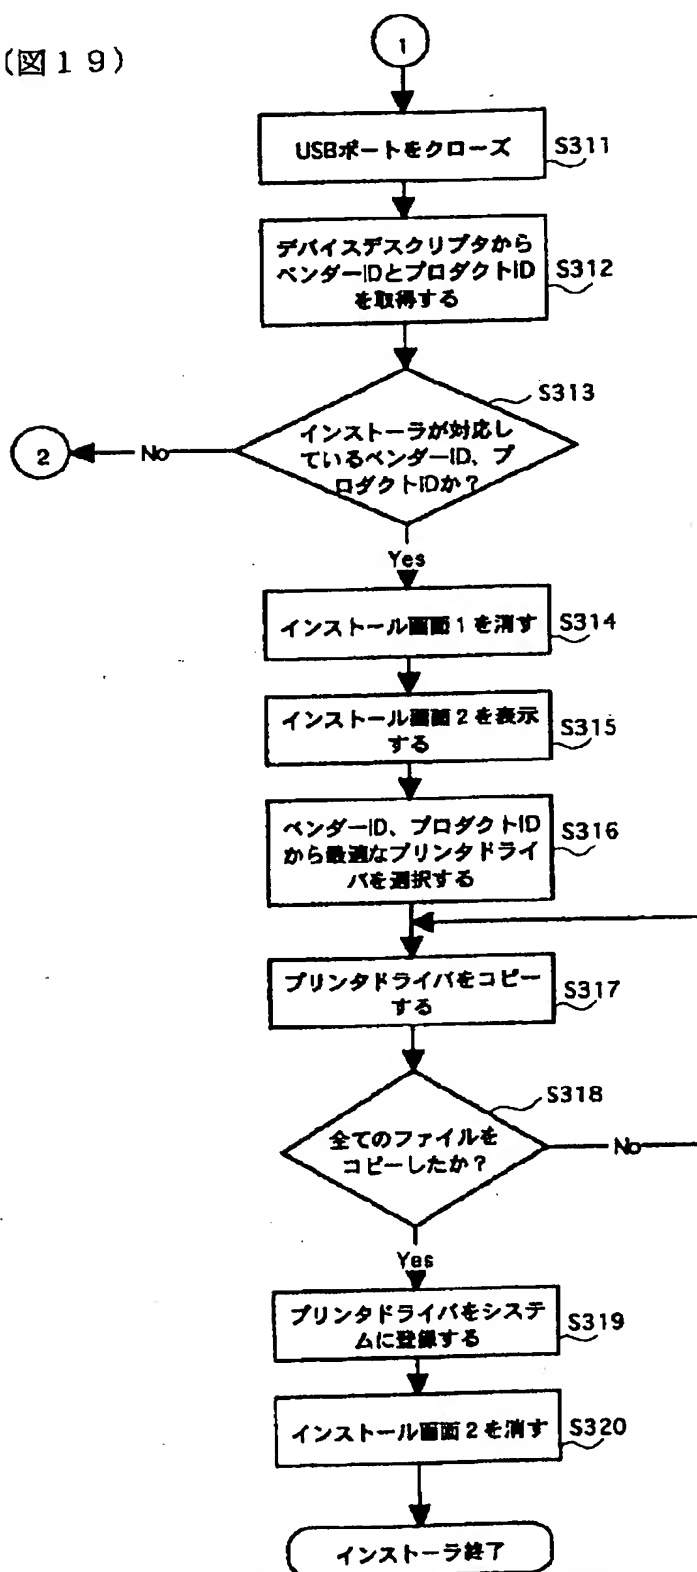 (図19)
1
USBポートをクローズ
S311
デバイスデスクリプタから
ベンダーIDとプロダクトID
を取得する
S312
S313
インストーラが対応し
ているベンダーID、プ
ロダクトIDか？
No
2
Yes
インストール画面1を消す
S314
インストール画面2を表示
する
S315
ベンダーID、プロダクトID
から最適なプリンタドライ
バを選択する
S316
プリンタドライバをコピー
する
S317
S318
全てのファイルを
コピーしたか？
No
Yes
プリンタドライバをシステ
ムに登録する
S319
インストール画面2を消す
S320
インストーラ終了